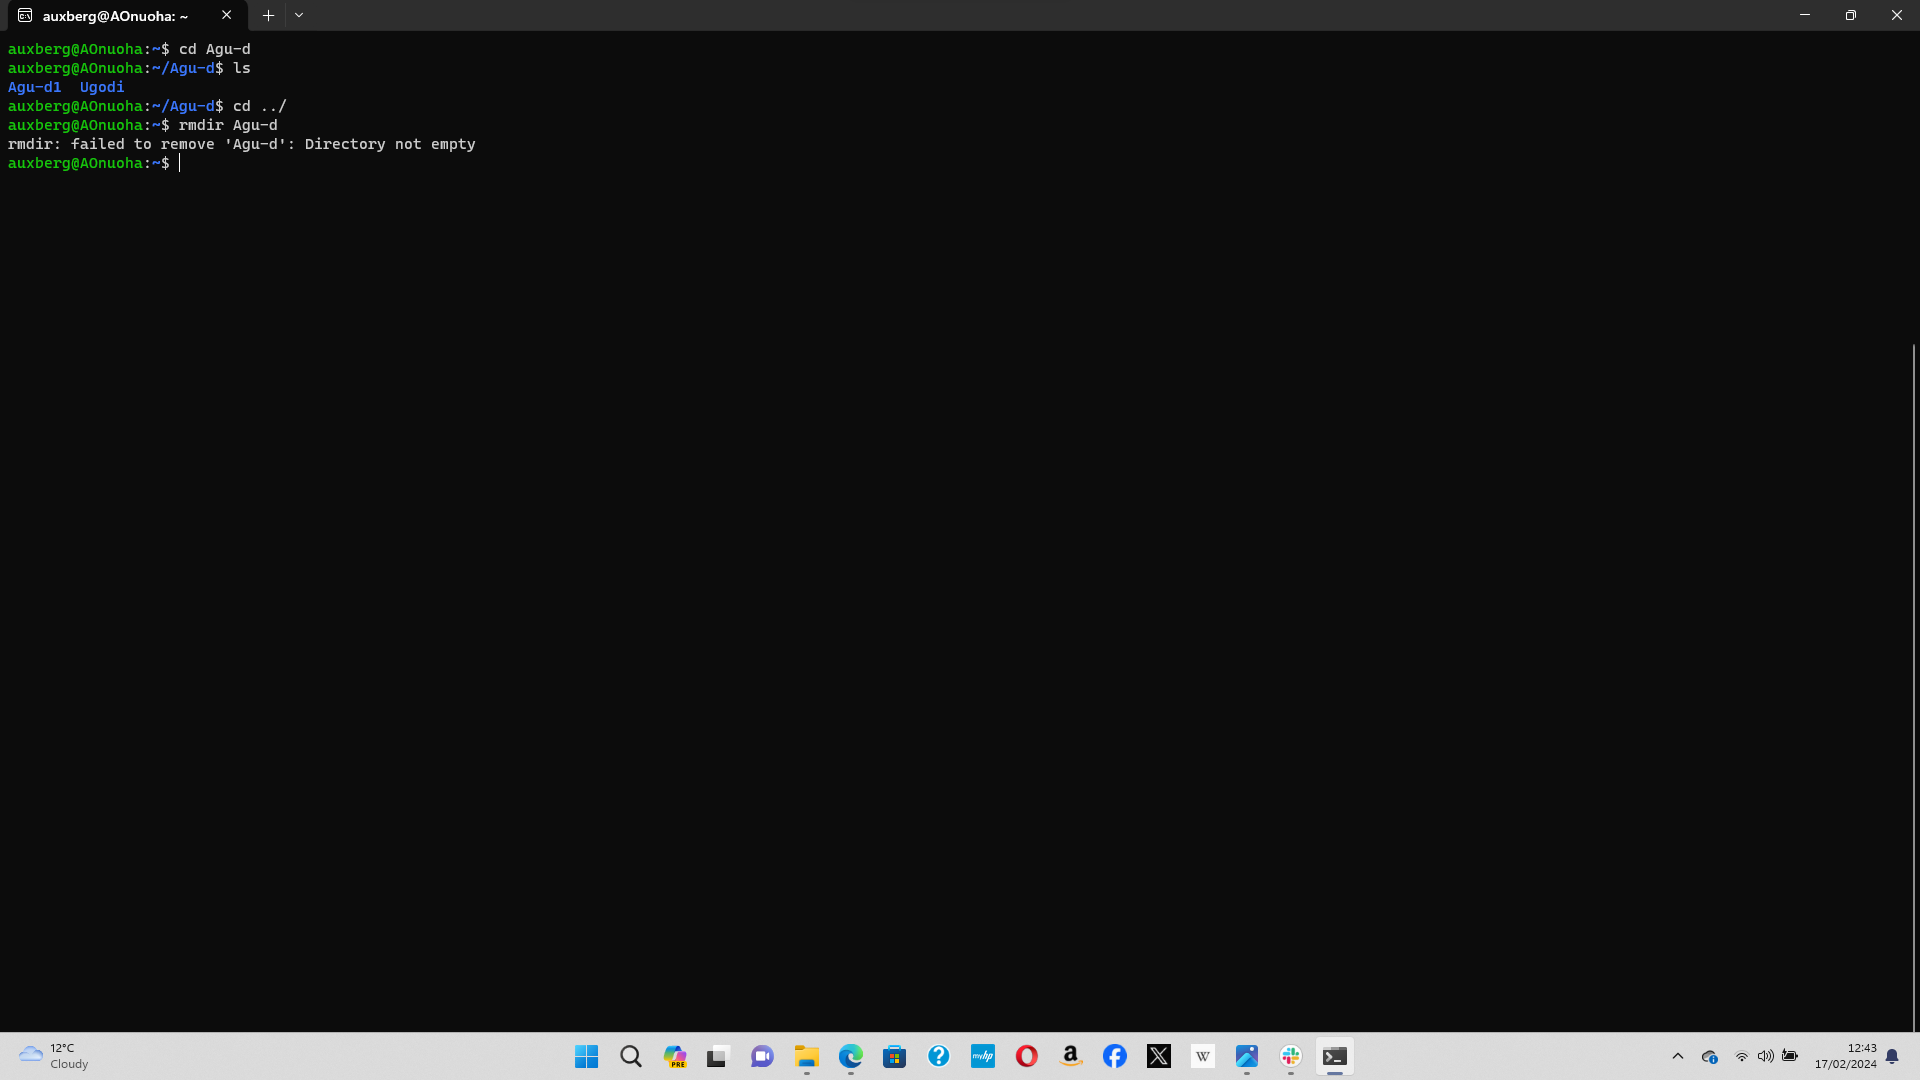 auxberg@AOnuoha: ~
auxberg@AOnuoha:~$ cd Agu-d
auxberg@AOnuoha:~/Agu-d$ ls
Agu-d1  Ugodi
auxberg@AOnuoha:~/Agu-d$ cd ../
auxberg@AOnuoha:~$ rmdir Agu-d
rmdir: failed to remove 'Agu-d': Directory not empty
auxberg@AOnuoha:~$
12°C
Cloudy
PRE
myhp
a
W
12:43
17/02/2024